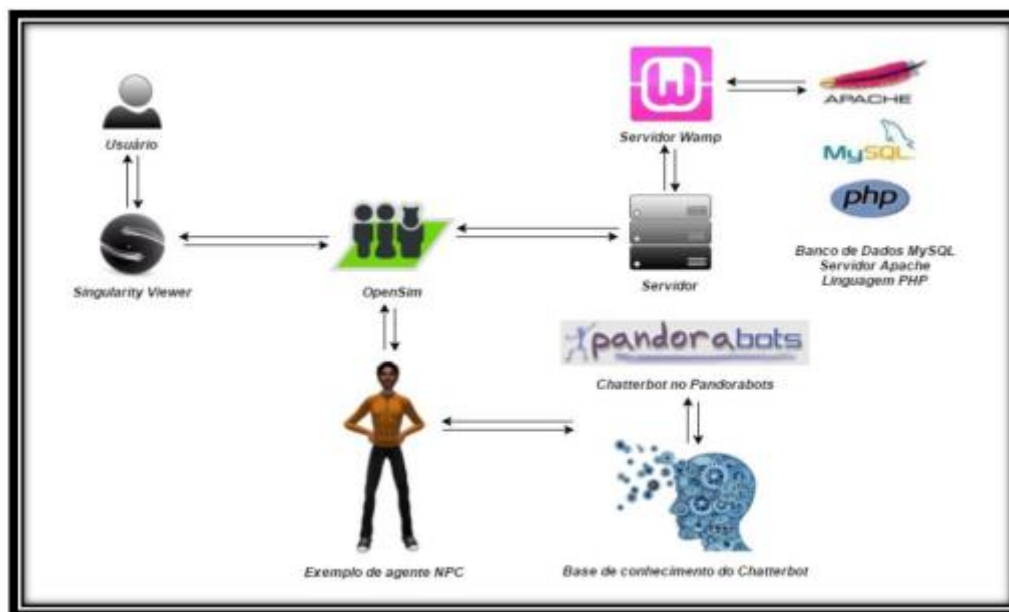 Usuário
Singularity Viewer
OpenSim
Servidor Wamp
Servidor
APACHE
MySQL
php
Banco de Dados MySQL
Servidor Apache
Linguagem PHP
pandorabots
Chatterbot no Pandorabots
Exemplo de agente NPC
Base de conhecimento do Chatterbot